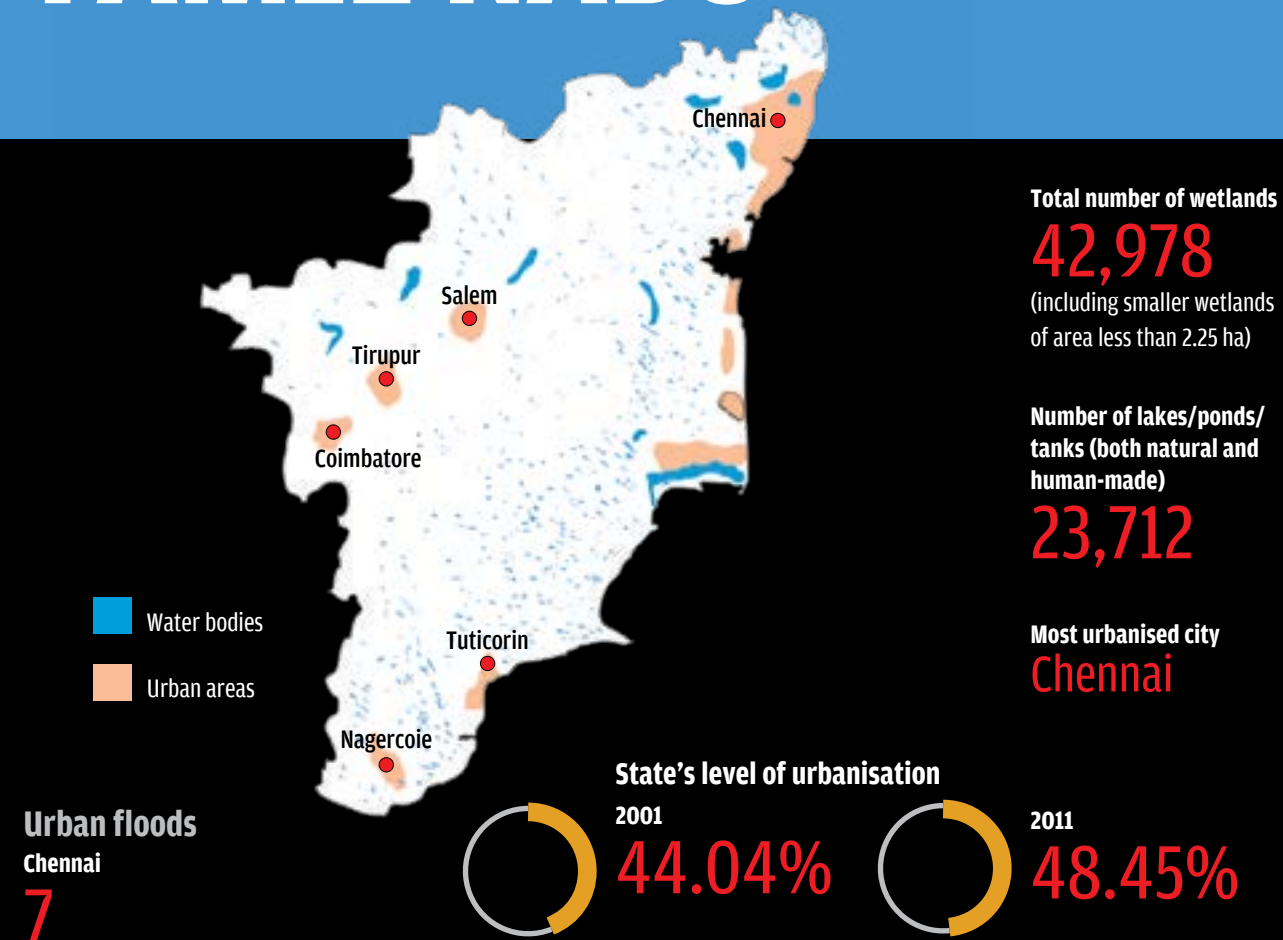 TAMIL NADU
Chennai
Salem
Tirupur
Coimbatore
Tuticorin
Nagercoie
Water bodies
Urban areas
Total number of wetlands
42,978
(including smaller wetlands
of area less than 2.25 ha)
Number of lakes/ponds/
tanks (both natural and
human-made)
23,712
Most urbanised city
Chennai
State's level of urbanisation
2001
44.04%
2011
48.45%
Urban floods
Chennai
7